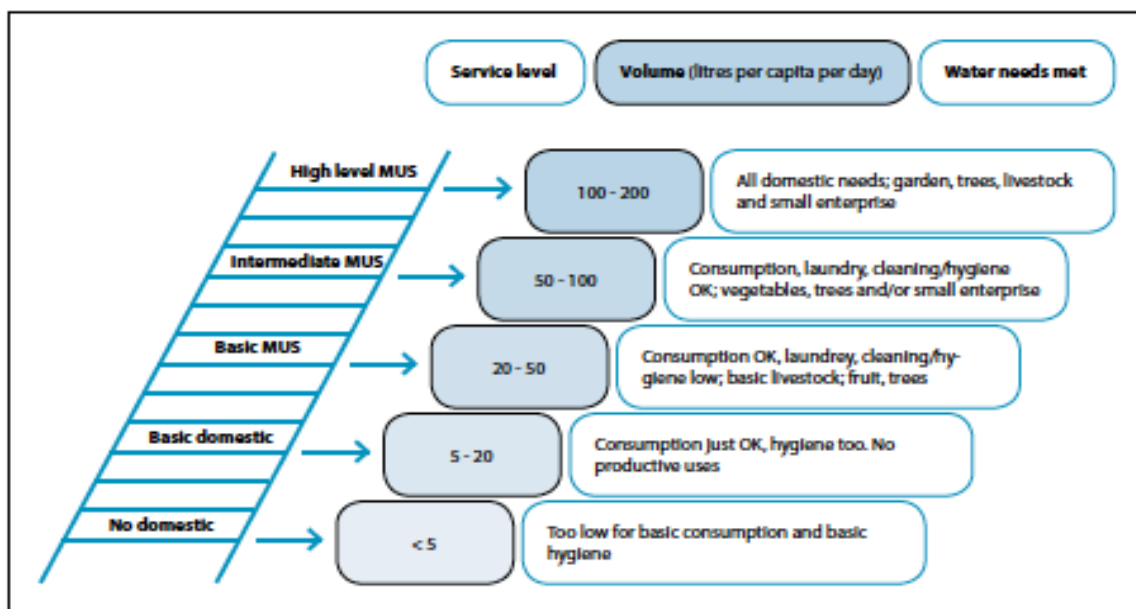 Service level
Volume (litres per capita per day)
Water needs met
High level MUS
100 - 200
All domestic needs; garden, trees, livestock
and small enterprise
Intermediate MUS
50 - 100
Consumption, laundry, cleaning/hygiene
OK; vegetables, trees and/or small enterprise
Basic MUS
20 - 50
Consumption OK, laundrey, cleaning/hy-
giene low; basic livestock; fruit, trees
Basic domestic
5 - 20
Consumption just OK, hygiene too. No
productive uses
No domestic
< 5
Too low for basic consumption and basic
hygiene